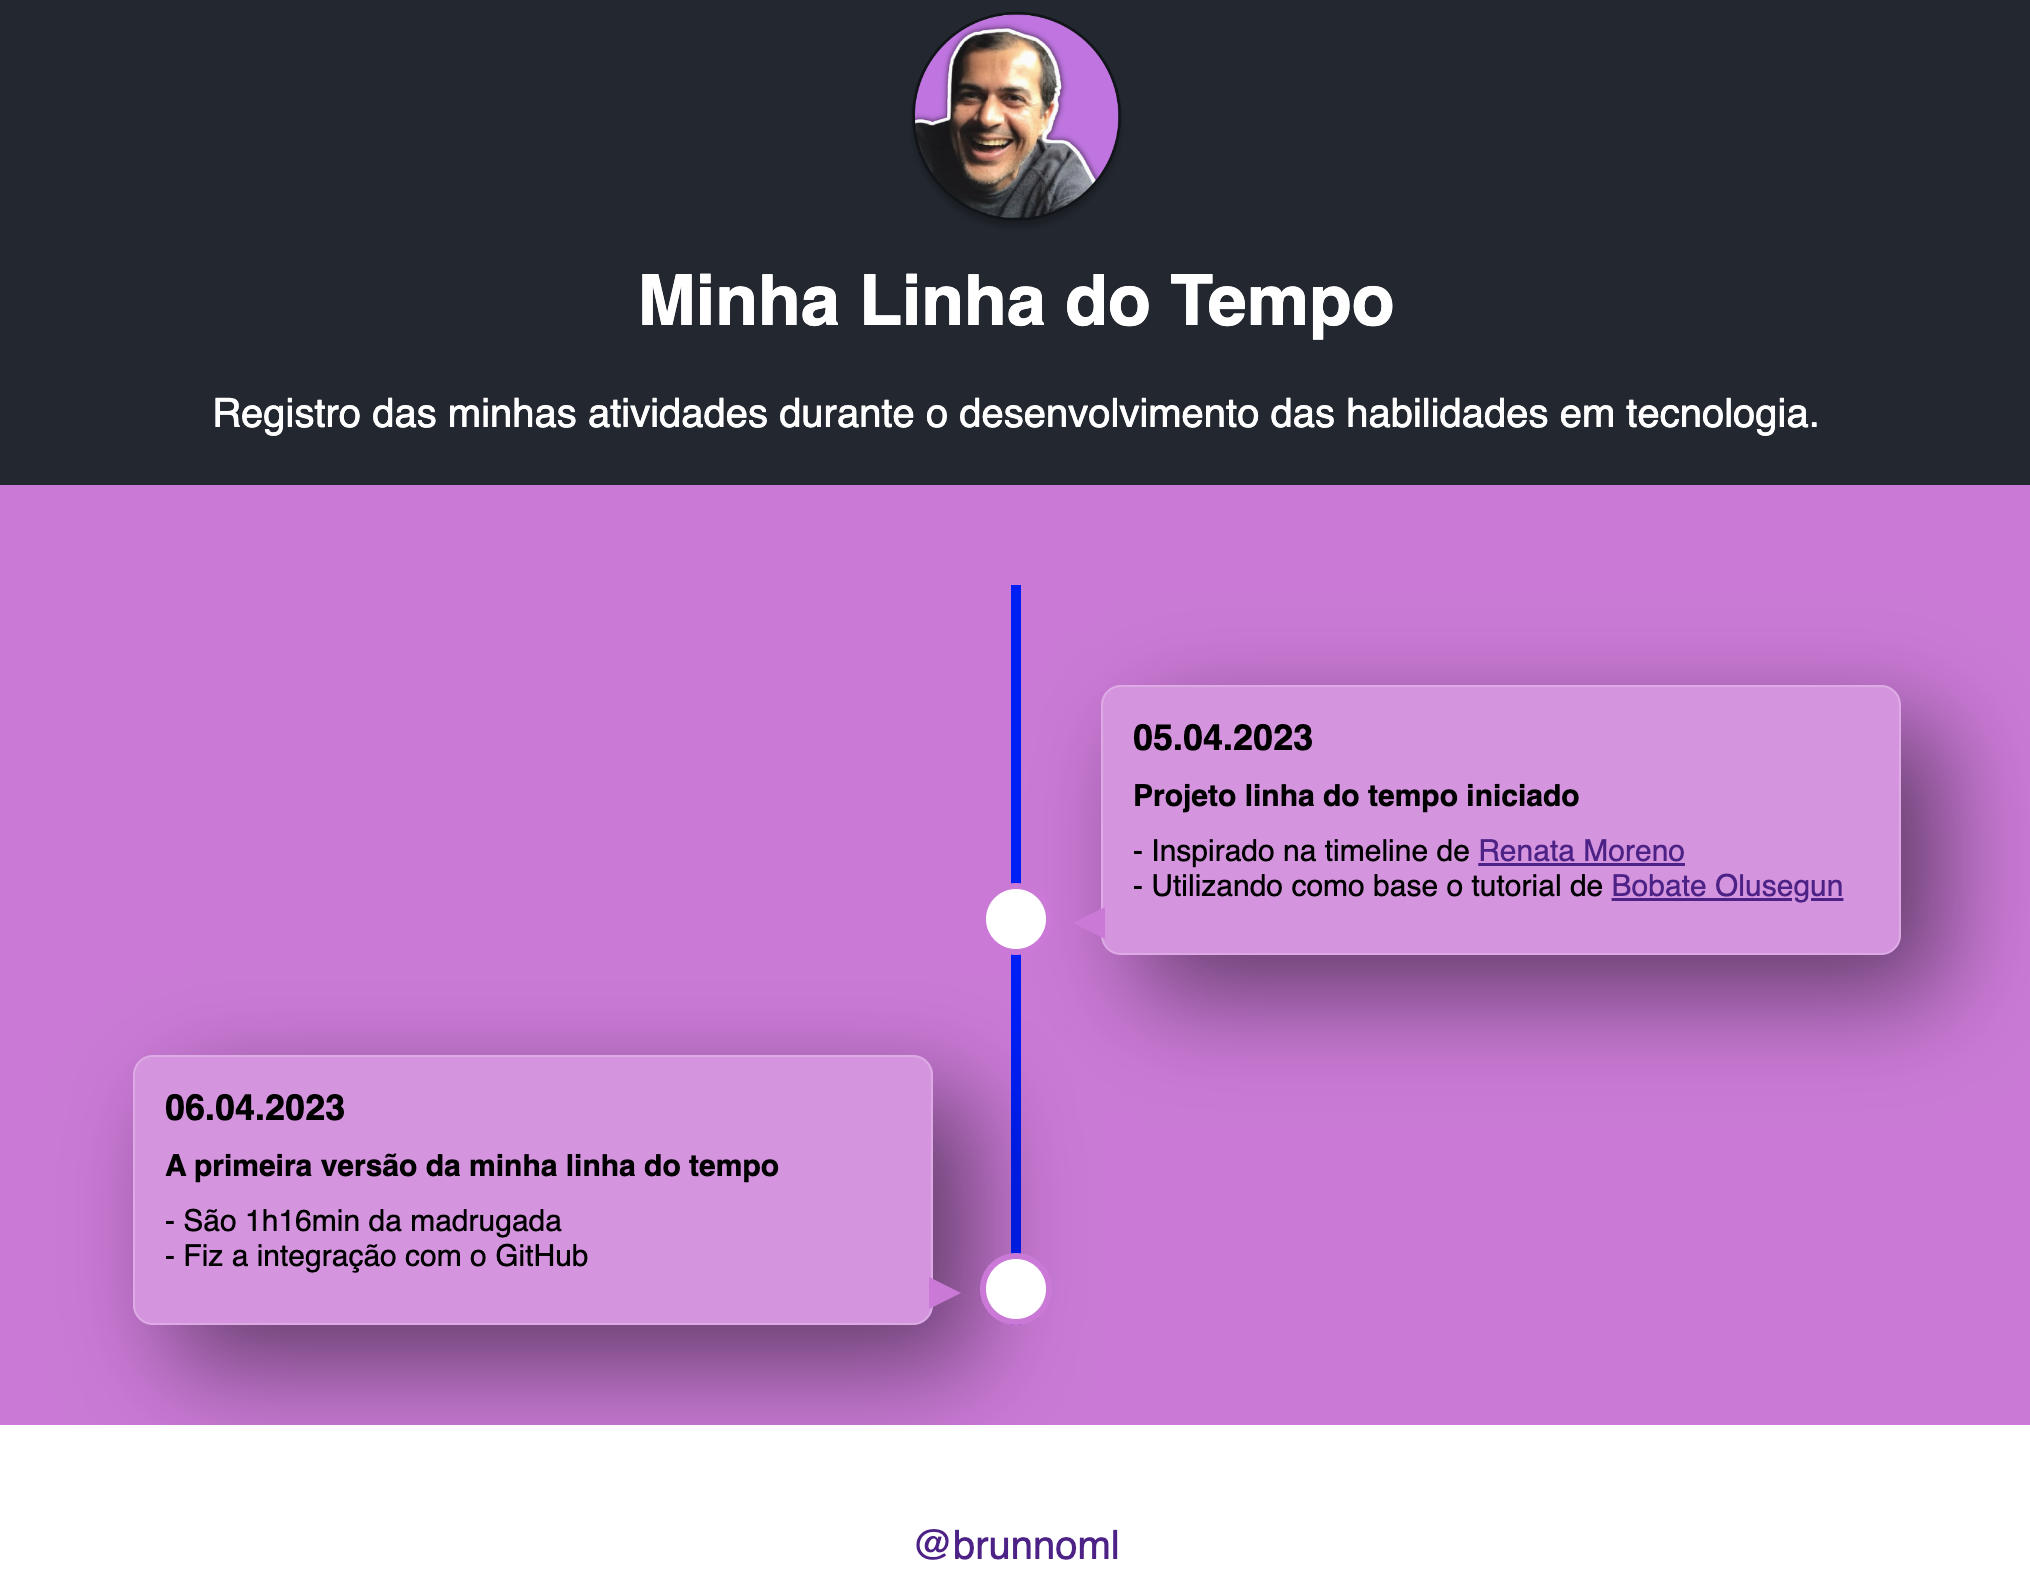 Minha Linha do Tempo
Registro das minhas atividades durante o desenvolvimento das habilidades em tecnologia.
05.04.2023
Projeto linha do tempo iniciado
- Inspirado na timeline de Renata Moreno
- Utilizando como base o tutorial de Bobate Olusegun
06.04.2023
A primeira versão da minha linha do tempo
- São 1h16min da madrugada
- Fiz a integração com o GitHub
@brunnoml